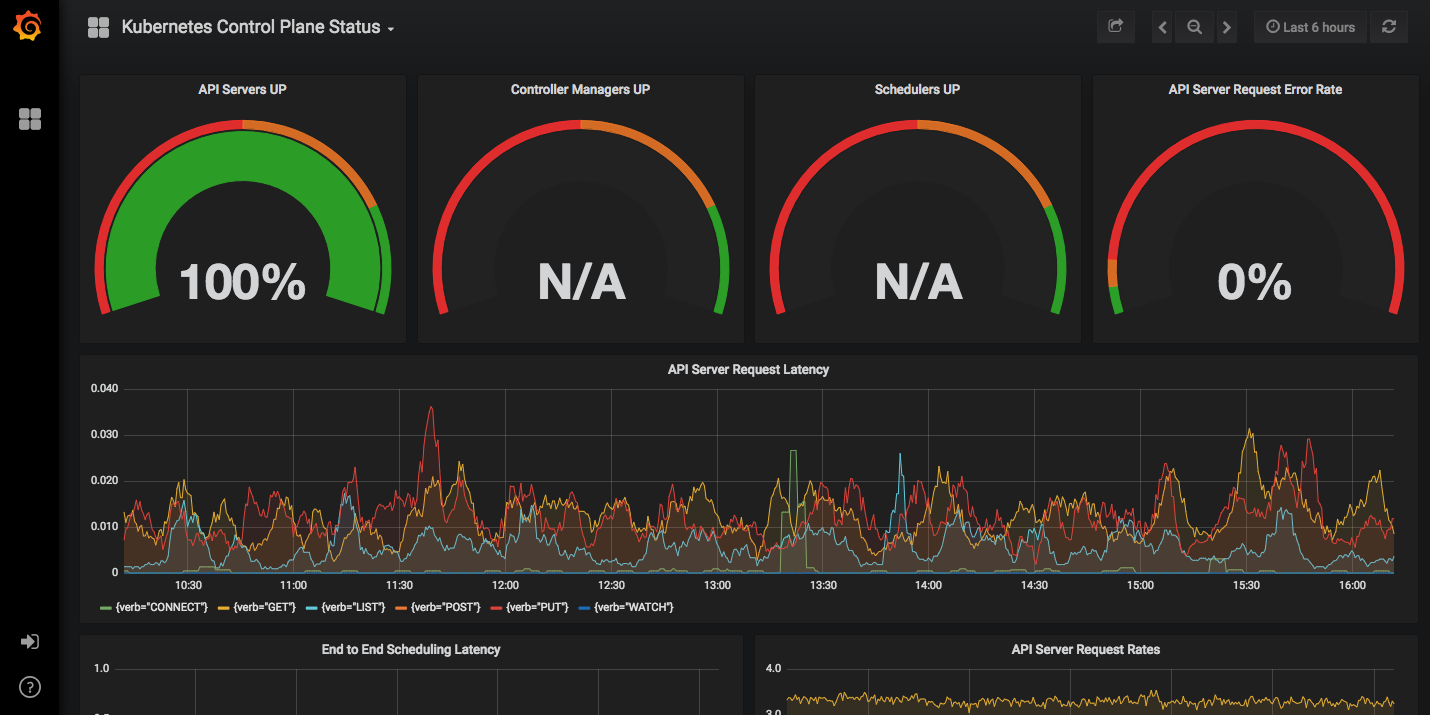 Kubernetes Control Plane Status
Last 6 hours
API Servers UP
100%
Controller Managers UP
N/A
Schedulers UP
N/A
API Server Request Error Rate
0%
API Server Request Latency
0.040
0.030
0.020
0.010
0
10:30 11:00 11:30 12:00 12:30 13:00 13:30 14:00 14:30 15:00 15:30 16:00
{verb="CONNECT"} {verb="GET"} {verb="LIST"} {verb="POST"} {verb="PUT"} {verb="WATCH"}
End to End Scheduling Latency
1.0
API Server Request Rates
4.0
3.0